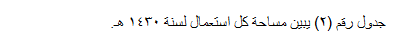 جدول رقم (٢) يبين مساحة كل استعمال لسنة ١٤٣٠ هـ.